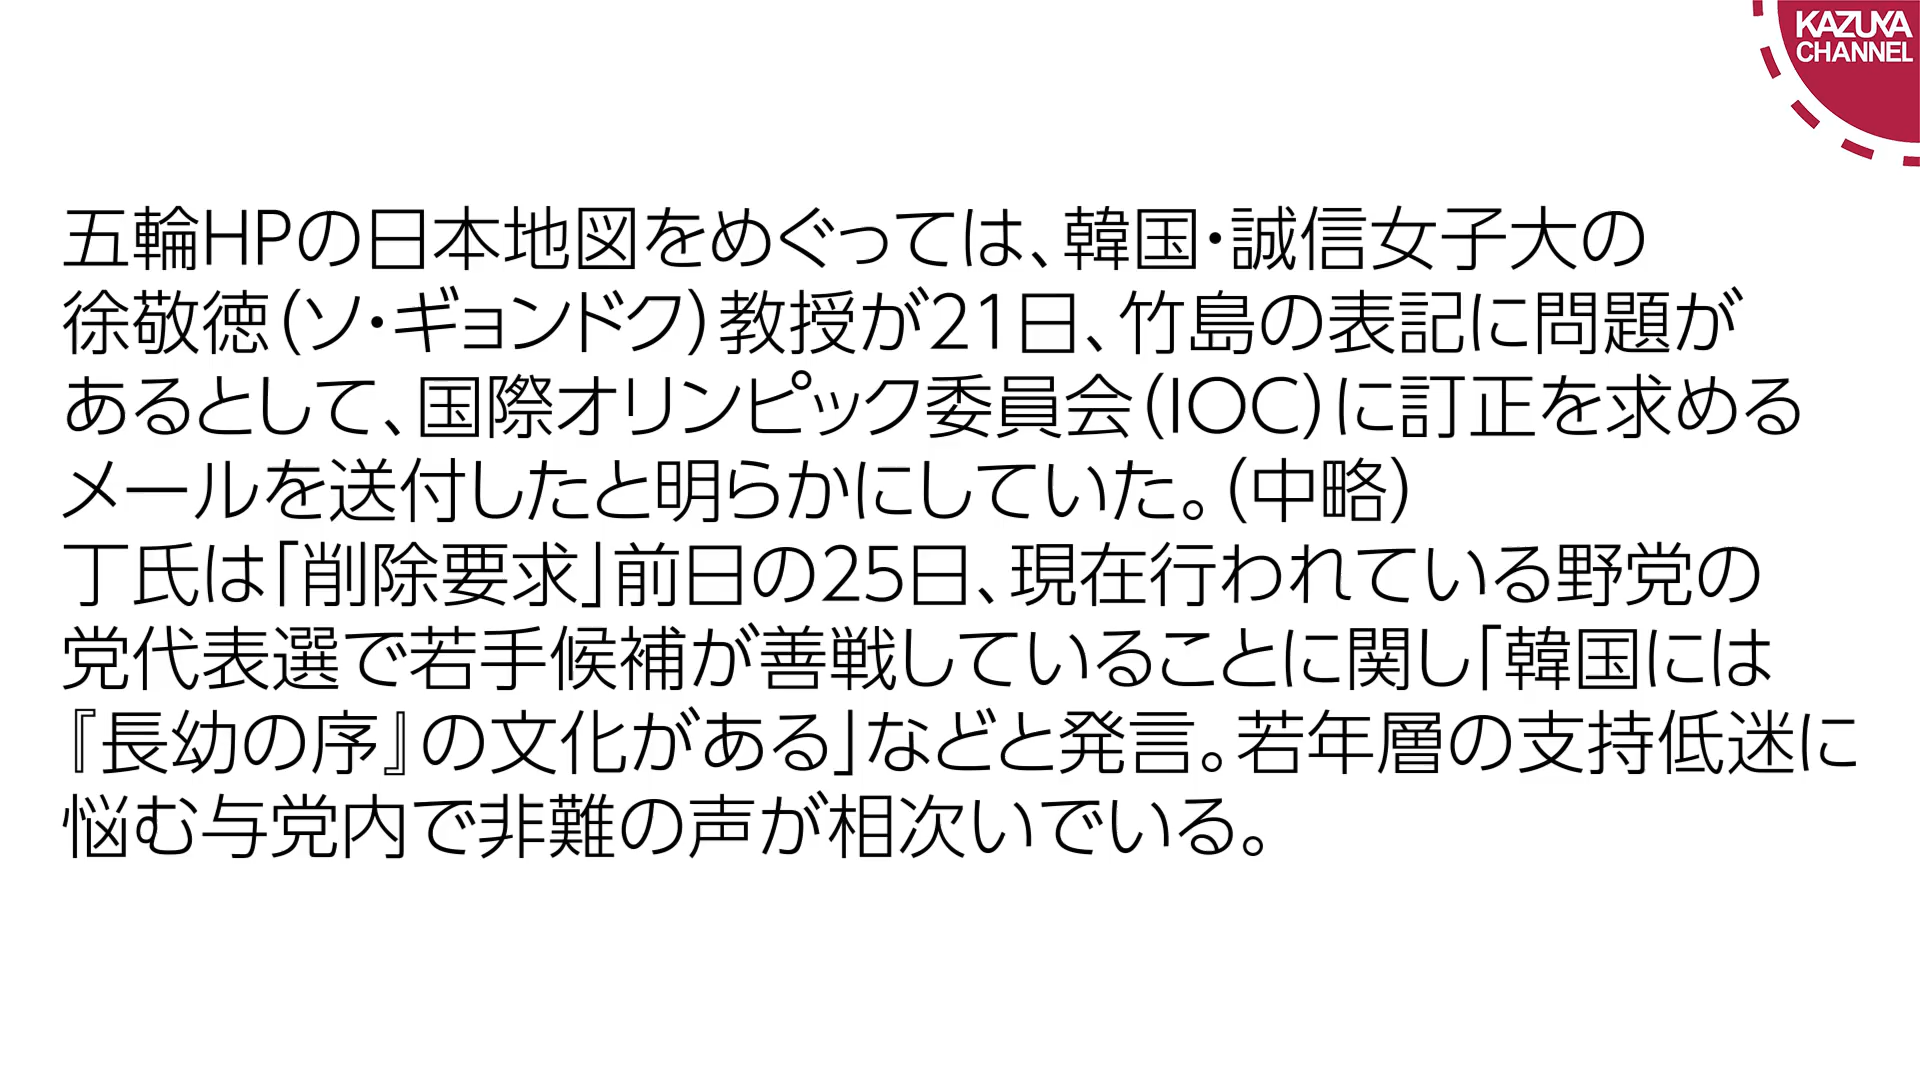 KAZUYA
CHANNEL
五輪HPの日本地図をめぐっては、韓国・誠信女子大の
徐敬徳(ソ・ギョンドク)教授が21日、竹島の表記に問題が
あるとして、国際オリンピック委員会(IOC)に訂正を求める
メールを送付したと明らかにしていた。(中略)
丁氏は「削除要求」前日の25日、現在行われている野党の
党代表選で若手候補が善戦していることに関し「韓国には
『長幼の序』の文化がある」などと発言。若年層の支持低迷に
悩む与党内で非難の声が相次いでいる。